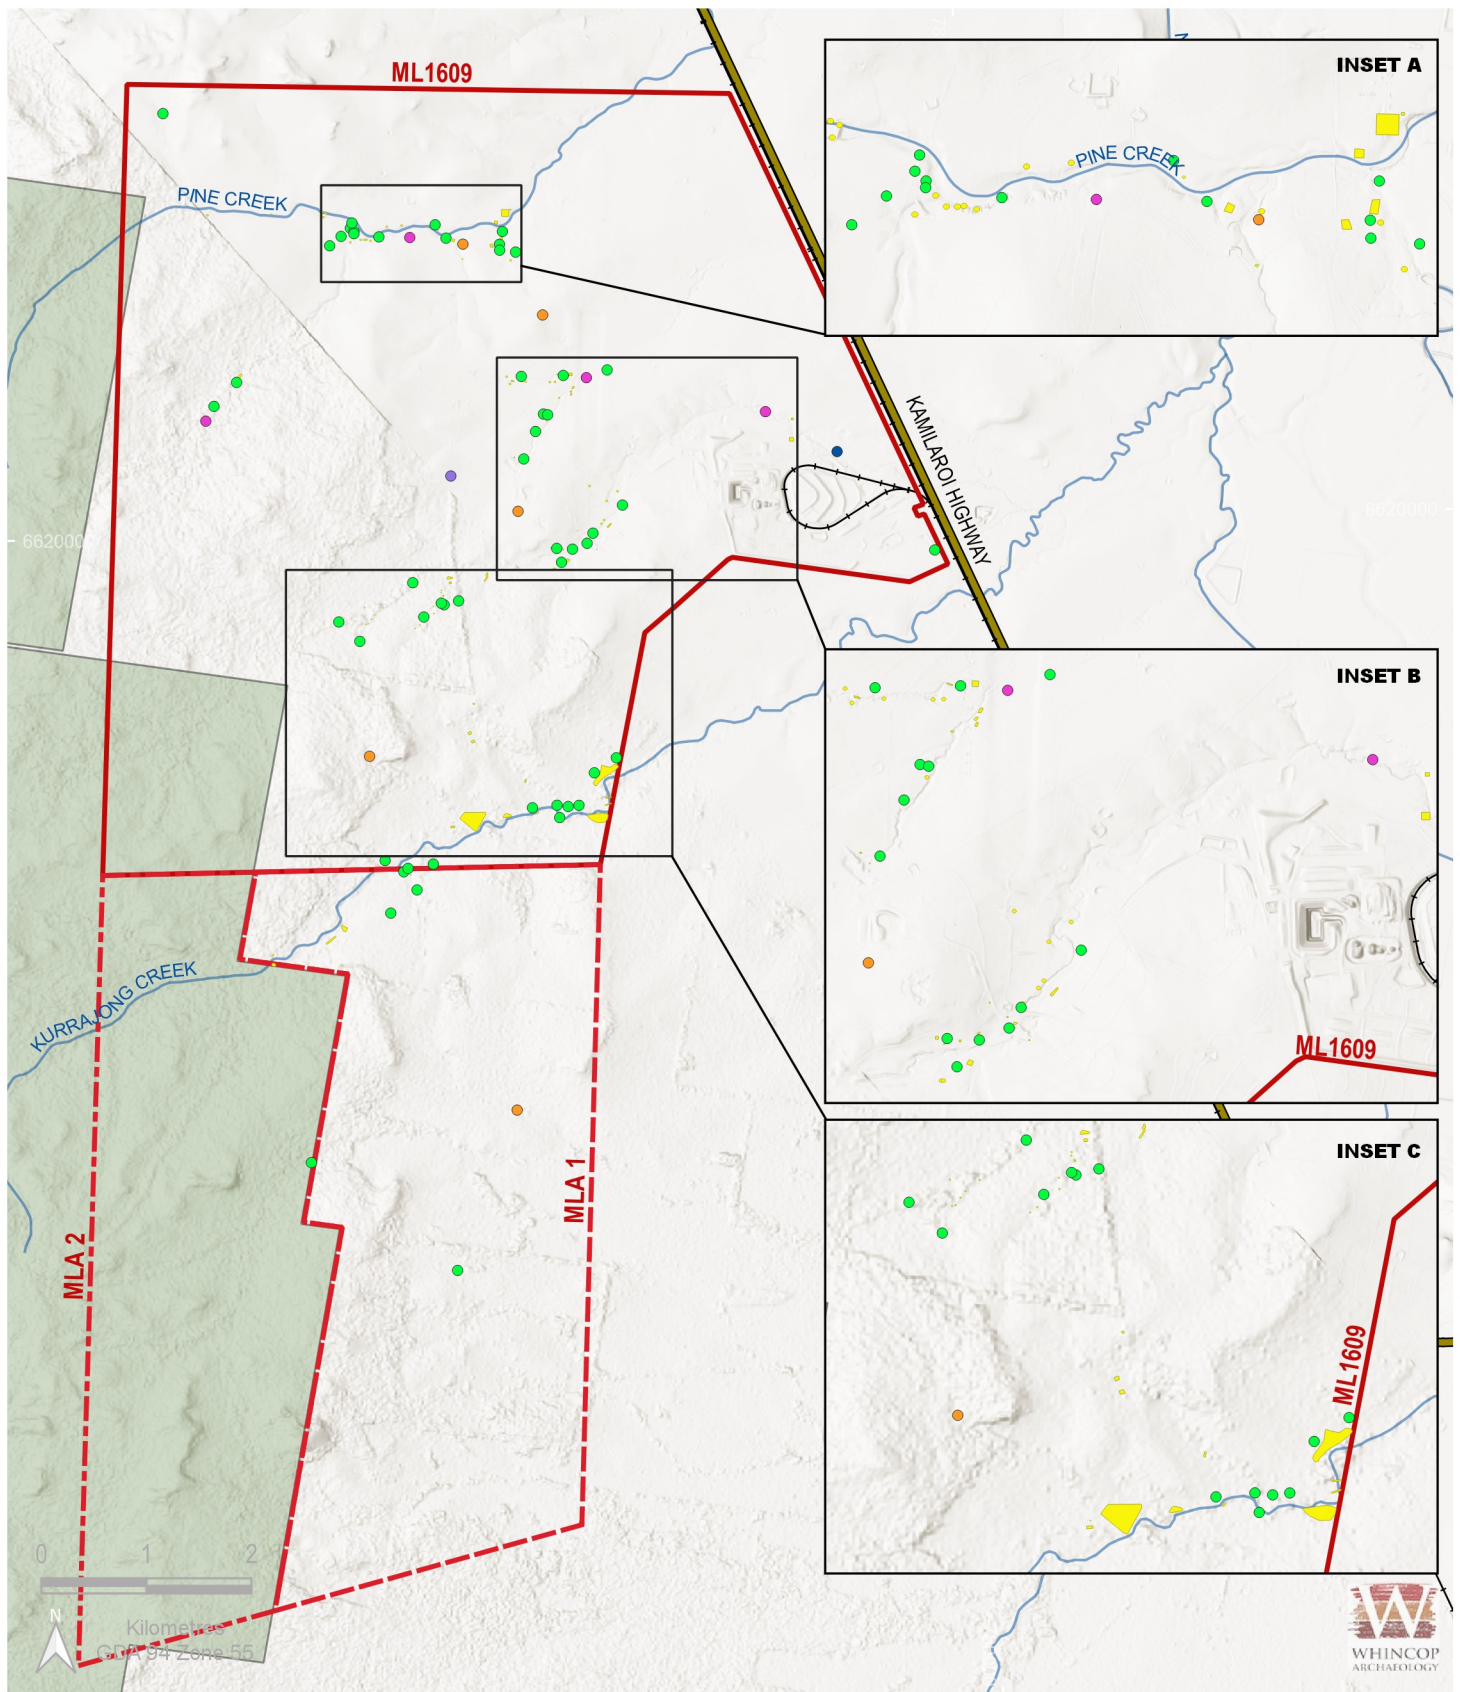 ML1609
INSET A
PINE CREEK
PINE CREEK
KAMILAROI HIGHWAY
6620000
INSET B
ML1609
KURRAJONG CREEK
INSET C
MLA 1
MLA 2
ML1609
0 1 2
Kilometres
N
GDA 94 Zone 55
W
WHINCOP
ARCHAEOLOGY